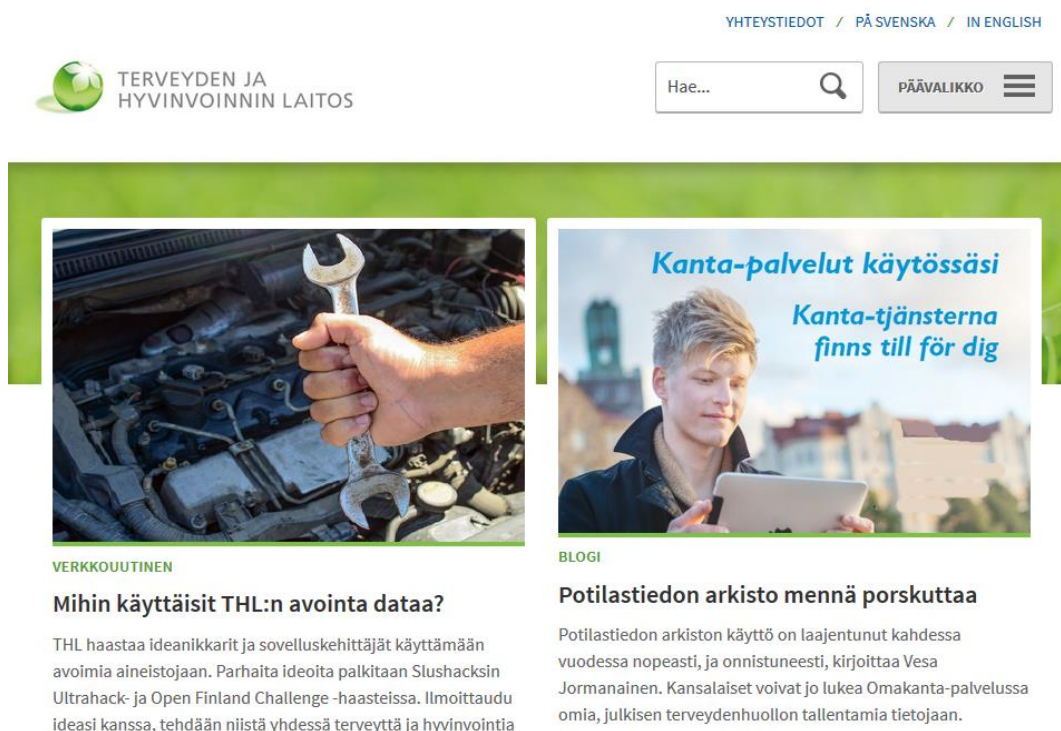 YHTEYSTIEDOT / PÅ SVENSKA / IN ENGLISH
TERVEYDEN JA
HYVINVOINNIN LAITOS
Hae...
PÄÄVALIKKO
Kanta-palvelut käytössäsi
Kanta-tjänsterna
finns till för dig
VERKKOUUTINEN
Mihin käyttäisit THL:n avointa dataa?
THL haastaa ideanikkarit ja sovelluskehittäjät käyttämään
avoimia aineistojaan. Parhaita ideoita palkitaan Slushacksin
Ultrahack- ja Open Finland Challenge -haasteissa. Ilmoittaudu
ideasi kanssa, tehdään niistä yhdessä terveyttä ja hyvinvointia
BLOGI
Potilastiedon arkisto mennä porskuttaa
Potilastiedon arkiston käyttö on laajentunut kahdessa
vuodessa nopeasti, ja onnistuneesti, kirjoittaa Vesa
Jormanainen. Kansalaiset voivat jo lukea Omakanta-palvelussa
omia, julkisen terveydenhuollon tallentamia tietojaan.